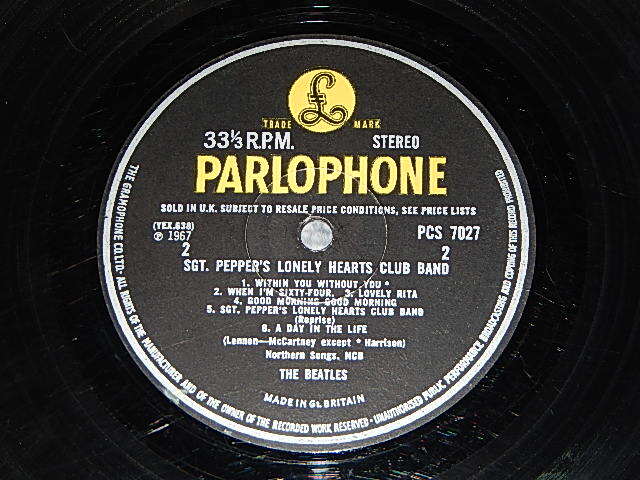 £
TRADE MARK
33⅓ R.P.M. STEREO
PARLOPHONE
SOLD IN U.K. SUBJECT TO RESALE PRICE CONDITIONS, SEE PRICE LISTS
(YEX.638) PCS 7027
℗ 1967
2 2
SGT. PEPPER'S LONELY HEARTS CLUB BAND
1. WITHIN YOU WITHOUT YOU *
2. WHEN I'M SIXTY-FOUR. 3. LOVELY RITA
4. GOOD MORNING GOOD MORNING
5. SGT. PEPPER'S LONELY HEARTS CLUB BAND
(Reprise)
6. A DAY IN THE LIFE
(Lennon—McCartney except * Harrison)
Northern Songs, NCB
THE BEATLES
MADE IN GT. BRITAIN
THE GRAMOPHONE CO. LTD.· ALL RIGHTS OF THE MANUFACTURER AND OF THE OWNER OF THE RECORDED WORK RESERVED · UNAUTHORISED PUBLIC PERFORMANCE BROADCASTING AND COPYING OF THIS RECORD PROHIBITED